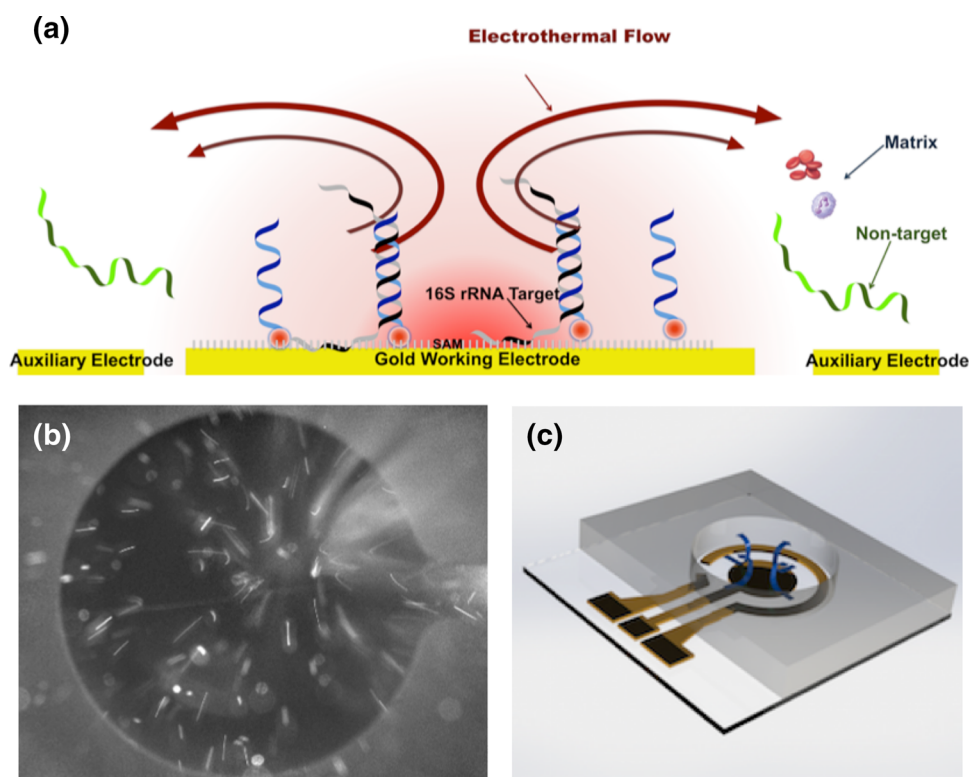 (a)
Electrothermal Flow
Matrix
Non-target
16S rRNA Target
SAM
Auxiliary Electrode
Gold Working Electrode
Auxiliary Electrode
(b)
(c)